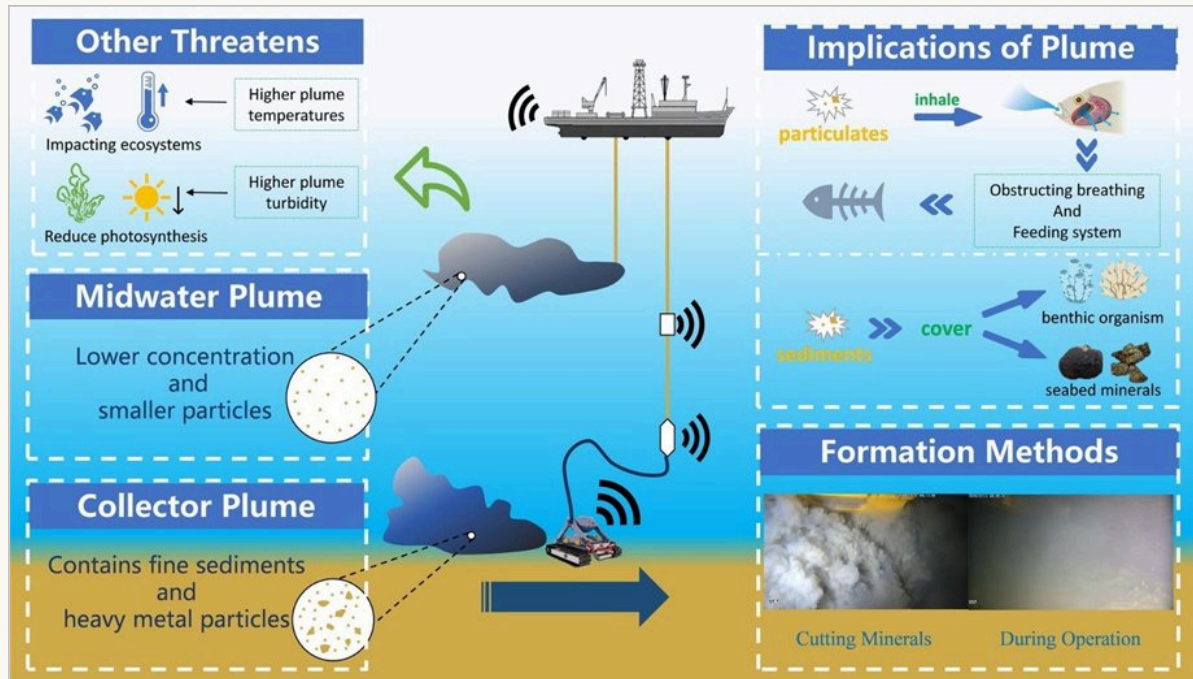 Other Threatens
Higher plume
temperatures
Impacting ecosystems
Higher plume
turbidity
Reduce photosynthesis
Midwater Plume
Lower concentration
and
smaller particles
Collector Plume
Contains fine sediments
and
heavy metal particles
Implications of Plume
particulates
inhale
Obstructing breathing
And
Feeding system
sediments
cover
benthic organism
seabed minerals
Formation Methods
Cutting Minerals
During Operation